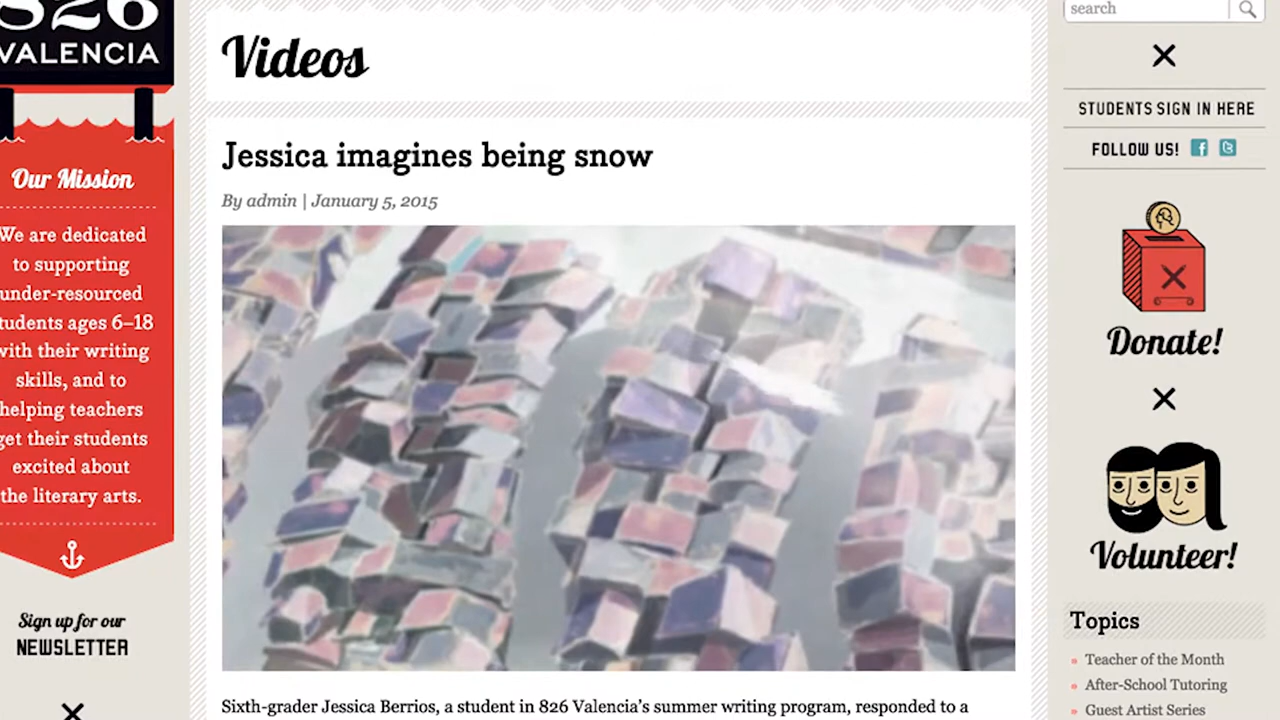 826
VALENCIA
Our Mission
We are dedicated
to supporting
under-resourced
students ages 6–18
with their writing
skills, and to
helping teachers
get their students
excited about
the literary arts.
Sign up for our
NEWSLETTER
Videos
Jessica imagines being snow
By admin | January 5, 2015
Sixth-grader Jessica Berrios, a student in 826 Valencia's summer writing program, responded to a
search
STUDENTS SIGN IN HERE
FOLLOW US!
Donate!
Volunteer!
Topics
» Teacher of the Month
» After-School Tutoring
» Guest Artist Series